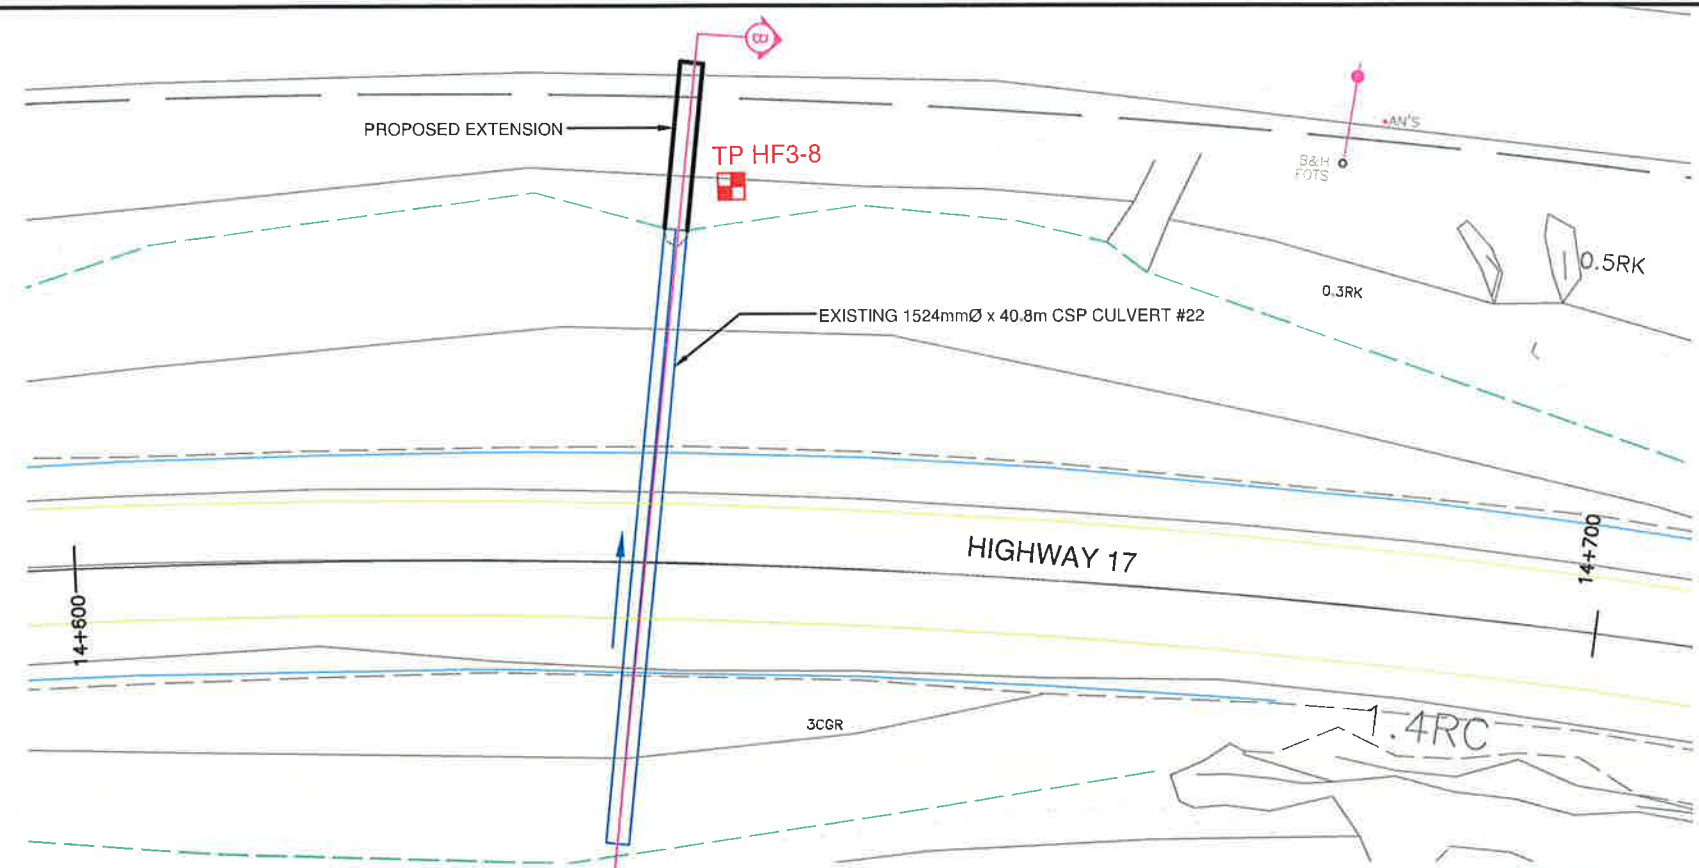 B
PROPOSED EXTENSION
TP HF3-8
AN'S
B&H
FOTS
0.5RK
0.3RK
EXISTING 1524mmØ x 40.8m CSP CULVERT #22
HIGHWAY 17
14+700
14+600
3CGR
1.4RC